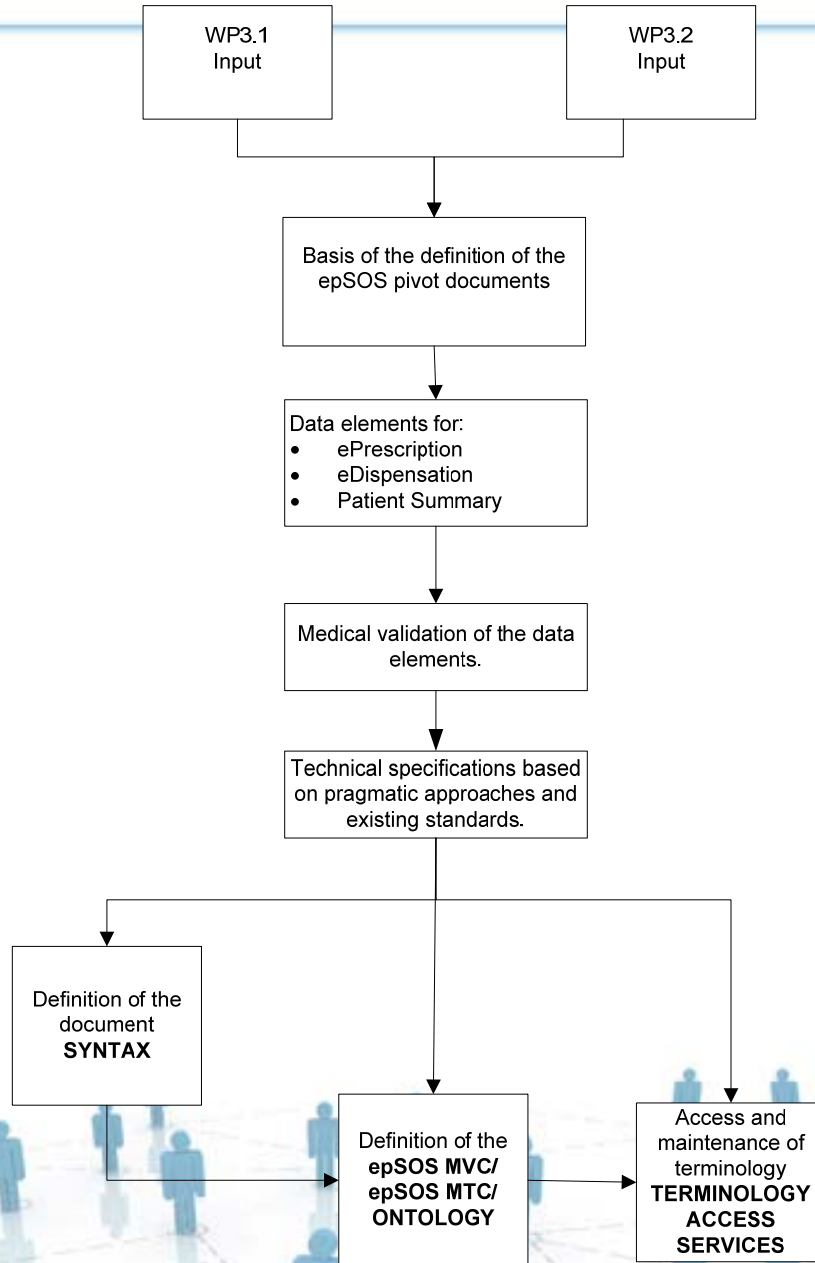 WP3.1
Input
WP3.2
Input
Basis of the definition of the
epSOS pivot documents
Data elements for:
• ePrescription
• eDispensation
• Patient Summary
Medical validation of the data
elements.
Technical specifications based
on pragmatic approaches and
existing standards.
Definition of the
document
SYNTAX
Definition of the
epSOS MVC/
epSOS MTC/
ONTOLOGY
Access and
maintenance of
terminology
TERMINOLOGY
ACCESS
SERVICES